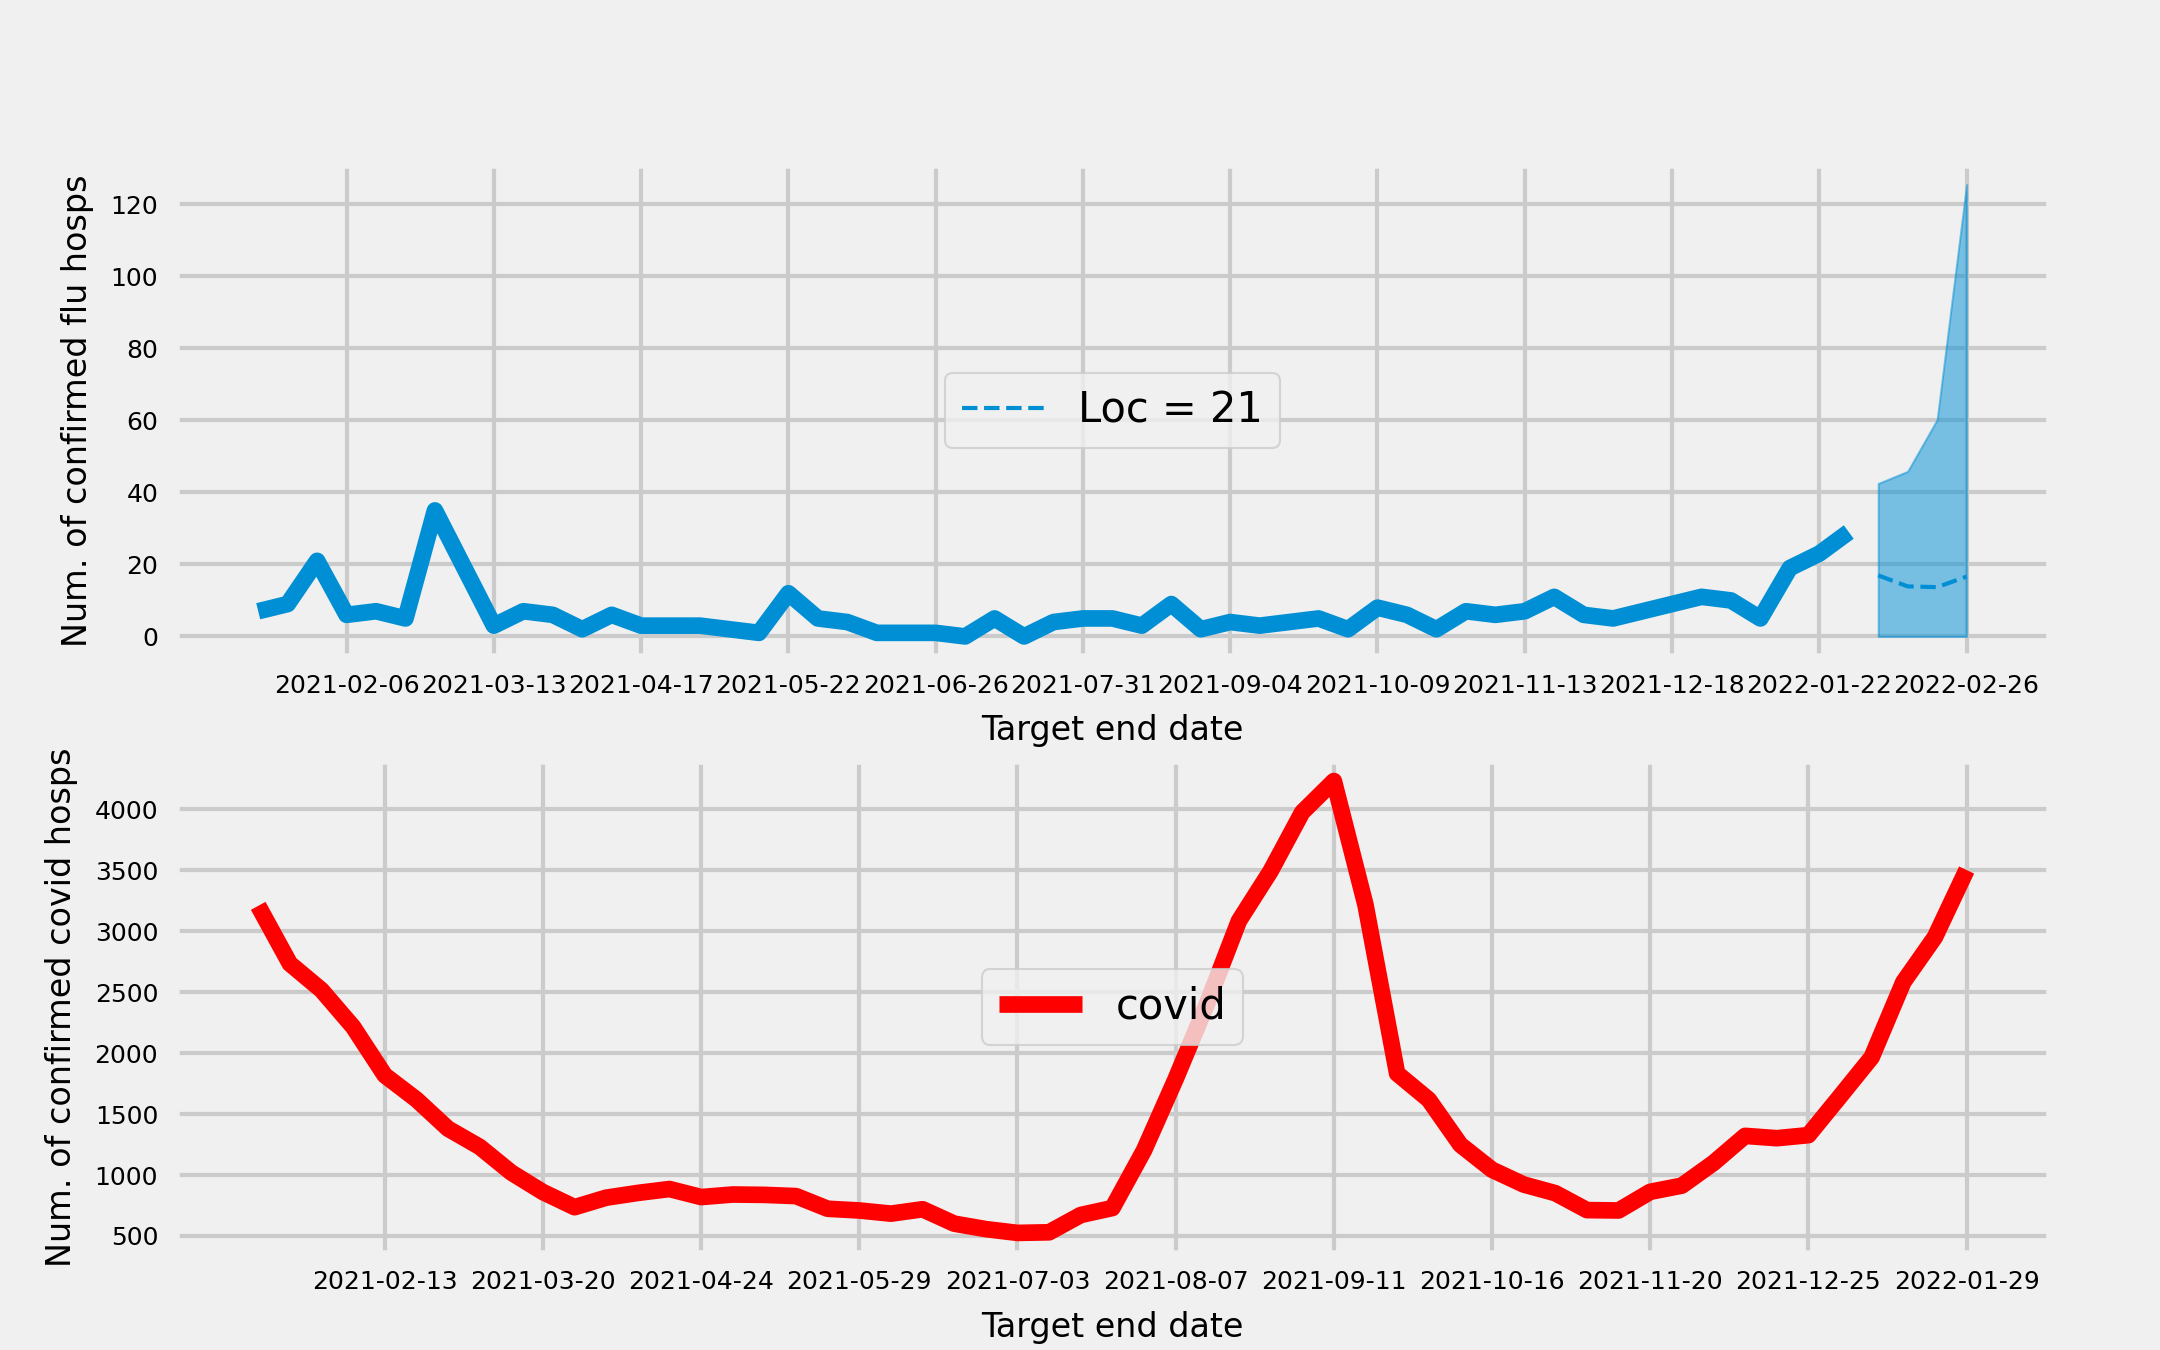 Num. of confirmed flu hosps
120
100
80
60
40
20
0
Loc = 21
2021-02-06 2021-03-13 2021-04-17 2021-05-22 2021-06-26 2021-07-31 2021-09-04 2021-10-09 2021-11-13 2021-12-18 2022-01-22 2022-02-26
Target end date
Num. of confirmed covid hosps
4000
3500
3000
2500
2000
1500
1000
500
covid
2021-02-13 2021-03-20 2021-04-24 2021-05-29 2021-07-03 2021-08-07 2021-09-11 2021-10-16 2021-11-20 2021-12-25 2022-01-29
Target end date